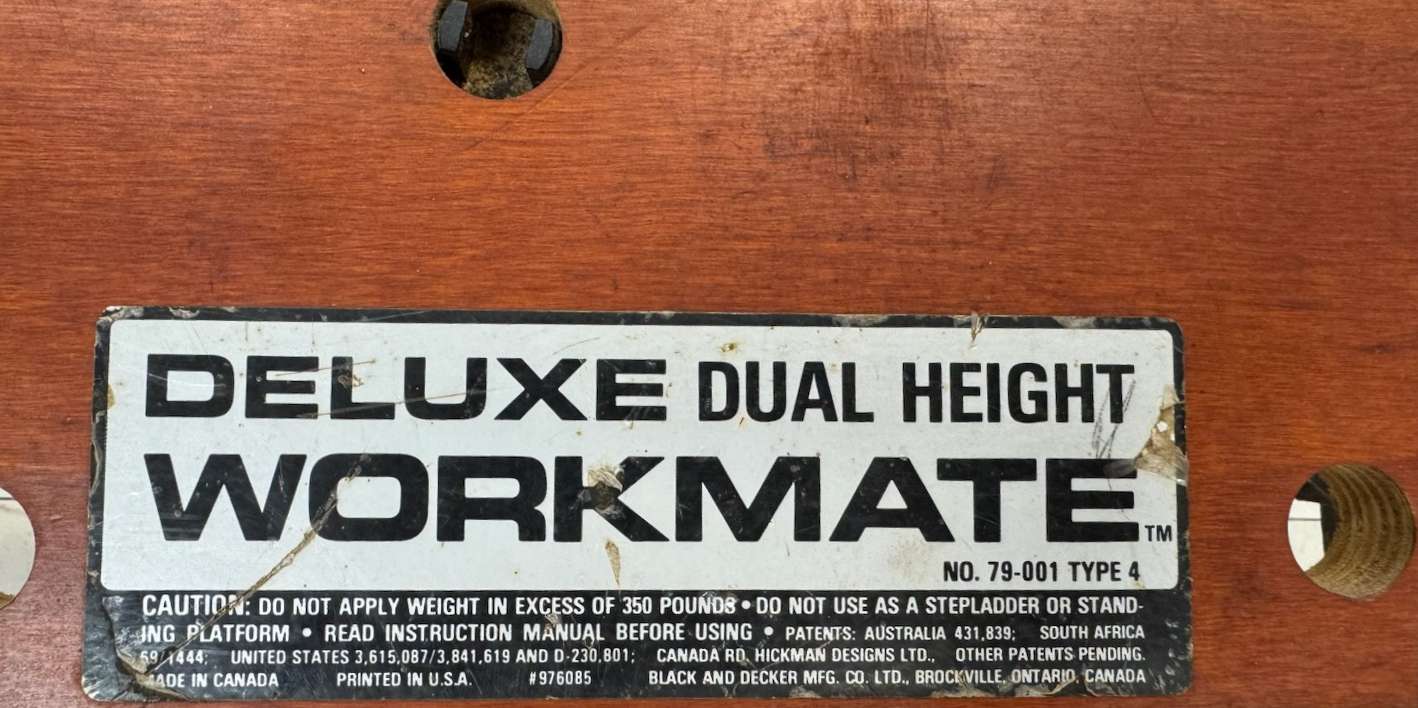 DELUXE DUAL HEIGHT
WORKMATE TM
NO. 79-001 TYPE 4
CAUTION: DO NOT APPLY WEIGHT IN EXCESS OF 350 POUNDS • DO NOT USE AS A STEPLADDER OR STAND-
ING PLATFORM • READ INSTRUCTION MANUAL BEFORE USING • PATENTS: AUSTRALIA 431,839; SOUTH AFRICA
69/1444; UNITED STATES 3,615,087/3,841,619 AND D-230,801; CANADA RD. HICKMAN DESIGNS LTD., OTHER PATENTS PENDING.
MADE IN CANADA PRINTED IN U.S.A. #976085 BLACK AND DECKER MFG. CO. LTD., BROCKVILLE, ONTARIO, CANADA